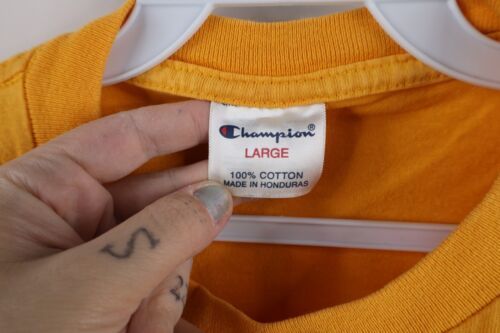 Champion®
LARGE
100% COTTON
MADE IN HONDURAS
S